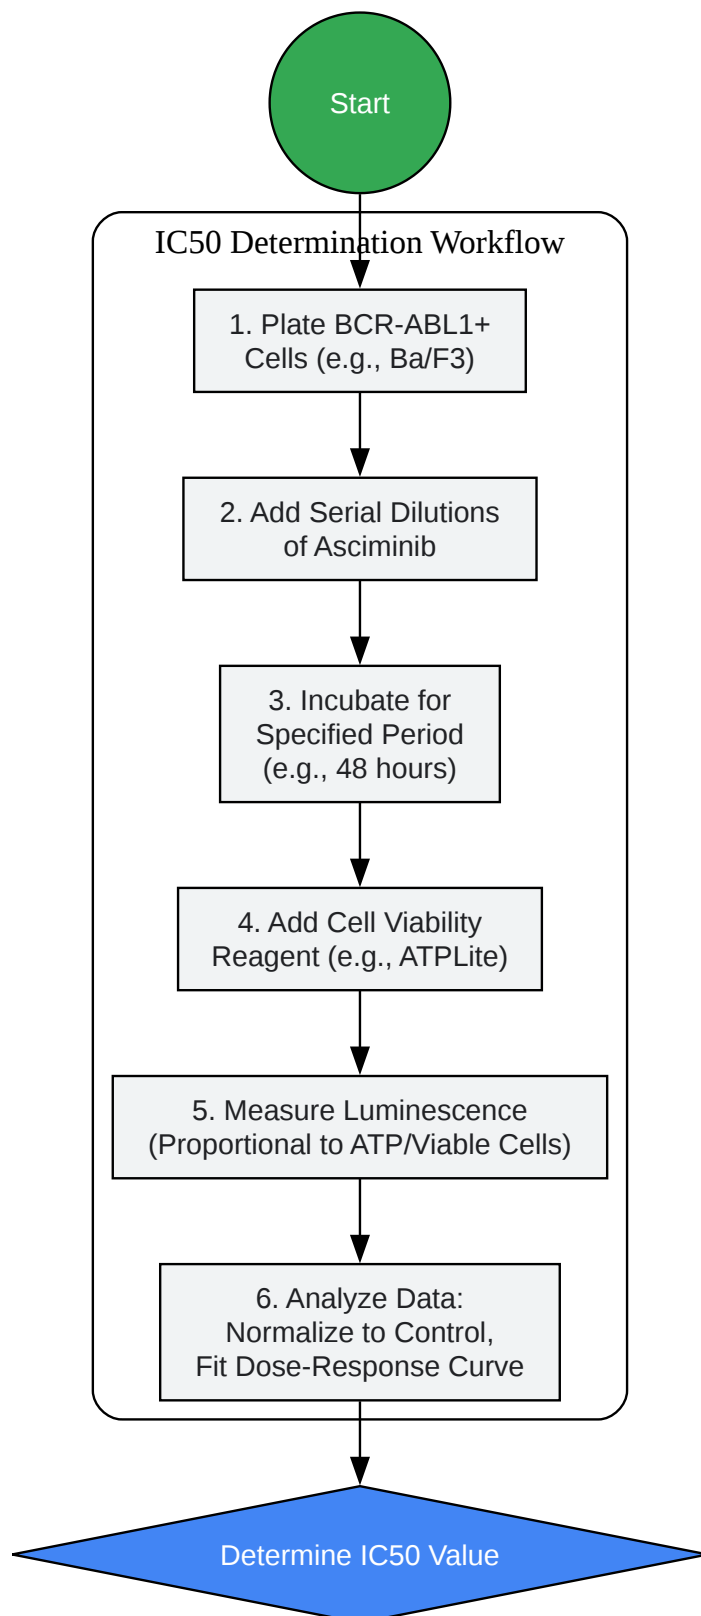 Start
IC50 Determination Workflow
1. Plate BCR-ABL1+
Cells (e.g., Ba/F3)
2. Add Serial Dilutions
of Asciminib
3. Incubate for
Specified Period
(e.g., 48 hours)
4. Add Cell Viability
Reagent (e.g., ATPLite)
5. Measure Luminescence
(Proportional to ATP/Viable Cells)
6. Analyze Data:
Normalize to Control,
Fit Dose-Response Curve
Determine IC50 Value